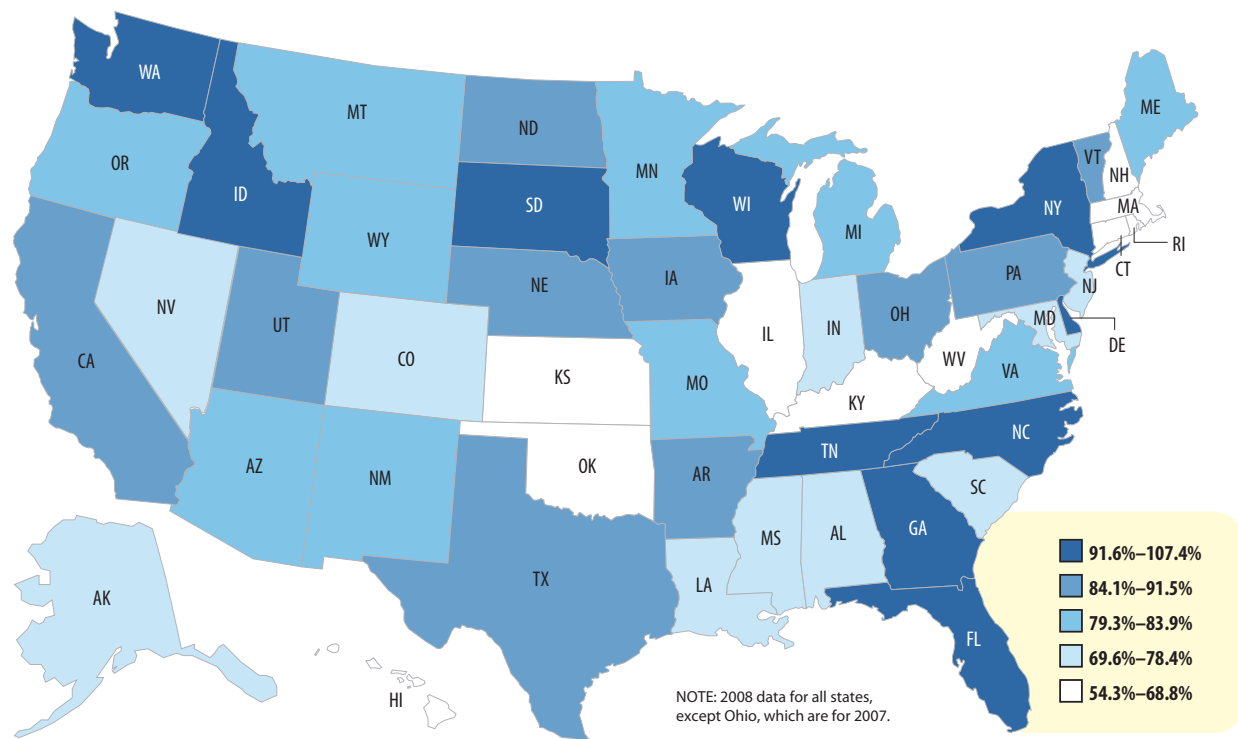 WA
MT
ND
MN
ME
OR
ID
SD
WI
VT
NH
NY
MA
RI
CT
WY
MI
NE
IA
PA
NJ
NV
UT
CO
IL
IN
OH
MD
DE
WV
VA
CA
KS
MO
KY
AZ
NM
OK
AR
TN
NC
SC
MS
AL
GA
TX
LA
AK
FL
HI
91.6%–107.4%
84.1%–91.5%
79.3%–83.9%
69.6%–78.4%
54.3%–68.8%
NOTE: 2008 data for all states,
except Ohio, which are for 2007.